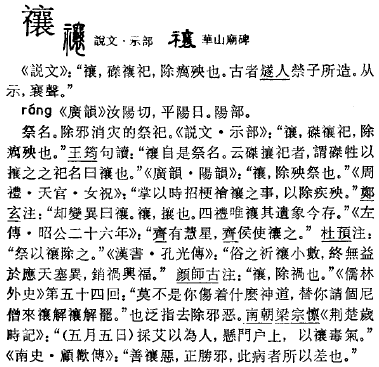 禳 禳 說文·示部 禳 華山廟碑
《說文》:“禳，磔禳祀，除癘殃也。古者燧人禜子所造。从
示，襄聲。”
ráng 《廣韻》汝陽切，平陽日。陽部。
祭名。除邪消灾的祭祀。《說文·示部》:“禳，磔禳祀，除
癘殃也。”王筠句讀:“禳自是祭名。云磔禳祀者，謂磔牲以
攘之之祀名曰禳也。”《廣韻·陽韻》:“禳，除殃祭也。”《周
禮·天官·女祝》:“掌以時招梗禬禳之事，以除疾殃。”鄭
玄注:“却變異曰禳。禳，攘也。四禮唯禳其遺象今存。”《左
傳·昭公二十六年》:“齊有慧星，齊侯使禳之。”杜預注:
“祭以禳除之。”《漢書·孔光傳》:“俗之祈禳小數，終無益
於應天塞異，銷禍興福。”顔師古注:“禳，除禍也。”《儒林
外史》第五十四回:“莫不是你傷着什麽神道，替你請個尼
僧來禳解禳解罷。”也泛指去除邪惡。南朝梁宗懔《荆楚歲
時記》:“(五月五日)採艾以為人，懸門户上，以禳毒氣。”
《南史·顧歡傳》:“善禳惡，正勝邪，此病者所以差也。”